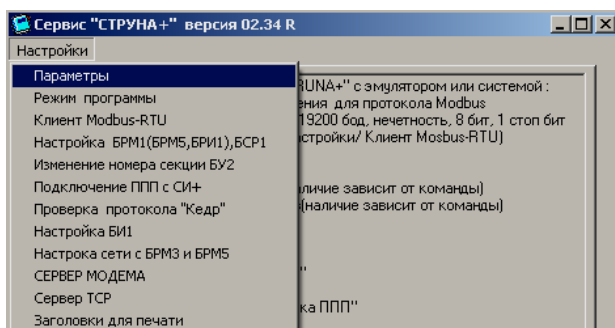 Сервис "СТРУНА+" версия 02.34 R
Настройки
Параметры
Режим программы
Клиент Modbus-RTU
Настройка БРМ1(БРМ5,БРИ1),БСР1
Изменение номера секции БУ2
Подключение ППП с СИ+
Проверка протокола "Кедр"
Настройка БИ1
Настрока сети с БРМ3 и БРМ5
СЕРВЕР МОДЕМА
Сервер TCP
Заголовки для печати
RUNA+" с эмулятором или системой :
ения для протокола Modbus
19200 бод, нечетность, 8 бит, 1 стоп бит
стройки/ Клиент Mosbus-RTU)
личие зависит от команды)
(наличие зависит от команды)
"
ка ППП"